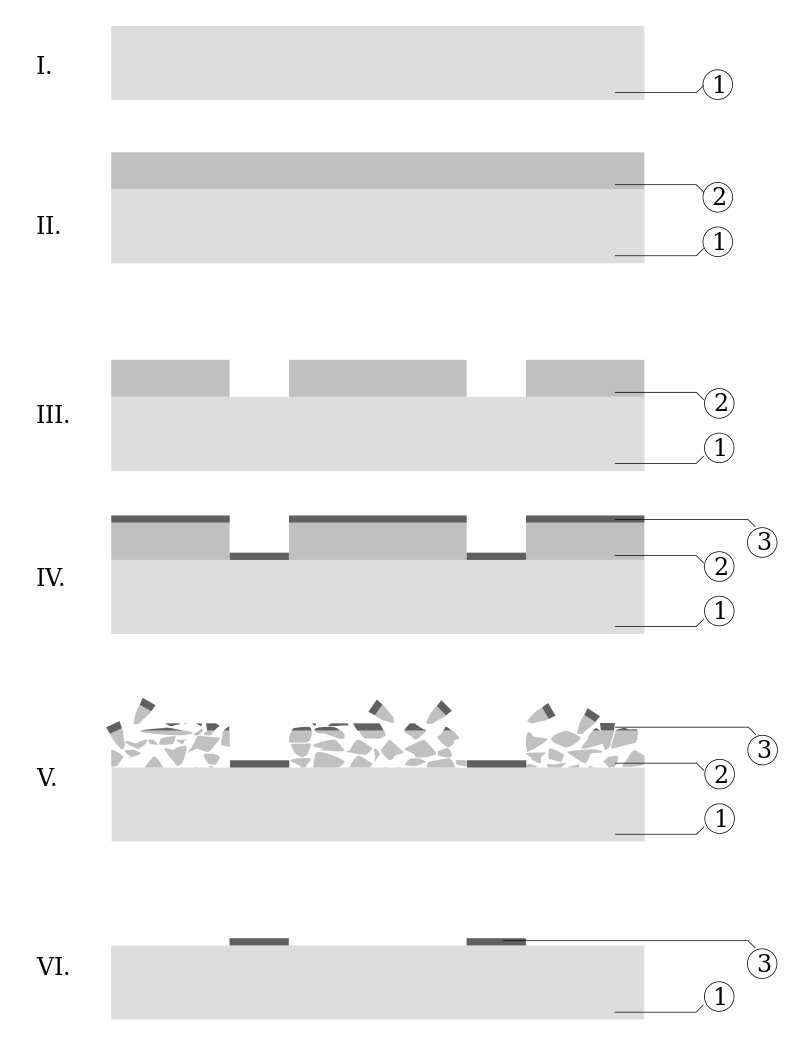 I.
①
②
II.
①
②
III.
①
③
②
IV.
①
③
②
V.
①
③
VI.
①